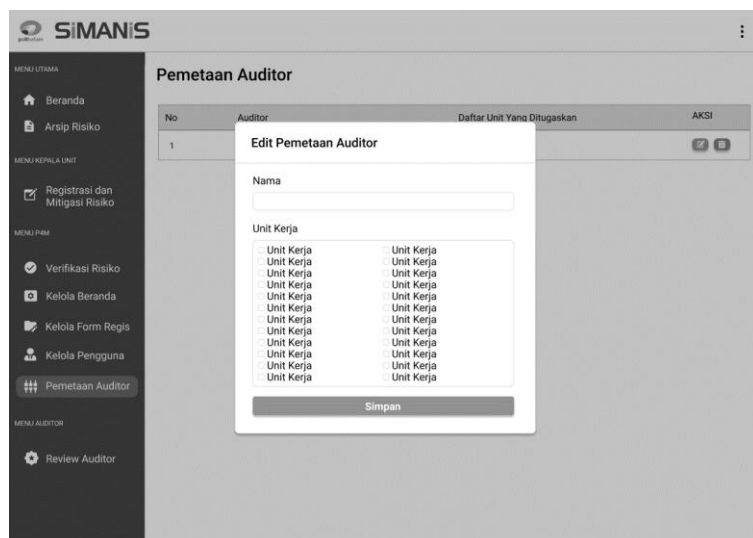 SiMANiS
MENU UTAMA
Beranda
Arsip Risiko
MENU KEPALA UNIT
Registrasi dan
Mitigasi Risiko
MENU P4M
Verifikasi Risiko
Kelola Beranda
Kelola Form Regis
Kelola Pengguna
Pemetaan Auditor
MENU AUDITOR
Review Auditor
Pemetaan Auditor
No Auditor Daftar Unit Yang Ditugaskan AKSI
1
Edit Pemetaan Auditor
Nama
Unit Kerja
Unit Kerja Unit Kerja
Unit Kerja Unit Kerja
Unit Kerja Unit Kerja
Unit Kerja Unit Kerja
Unit Kerja Unit Kerja
Unit Kerja Unit Kerja
Unit Kerja Unit Kerja
Unit Kerja Unit Kerja
Unit Kerja Unit Kerja
Unit Kerja Unit Kerja
Unit Kerja Unit Kerja
Unit Kerja Unit Kerja
Simpan